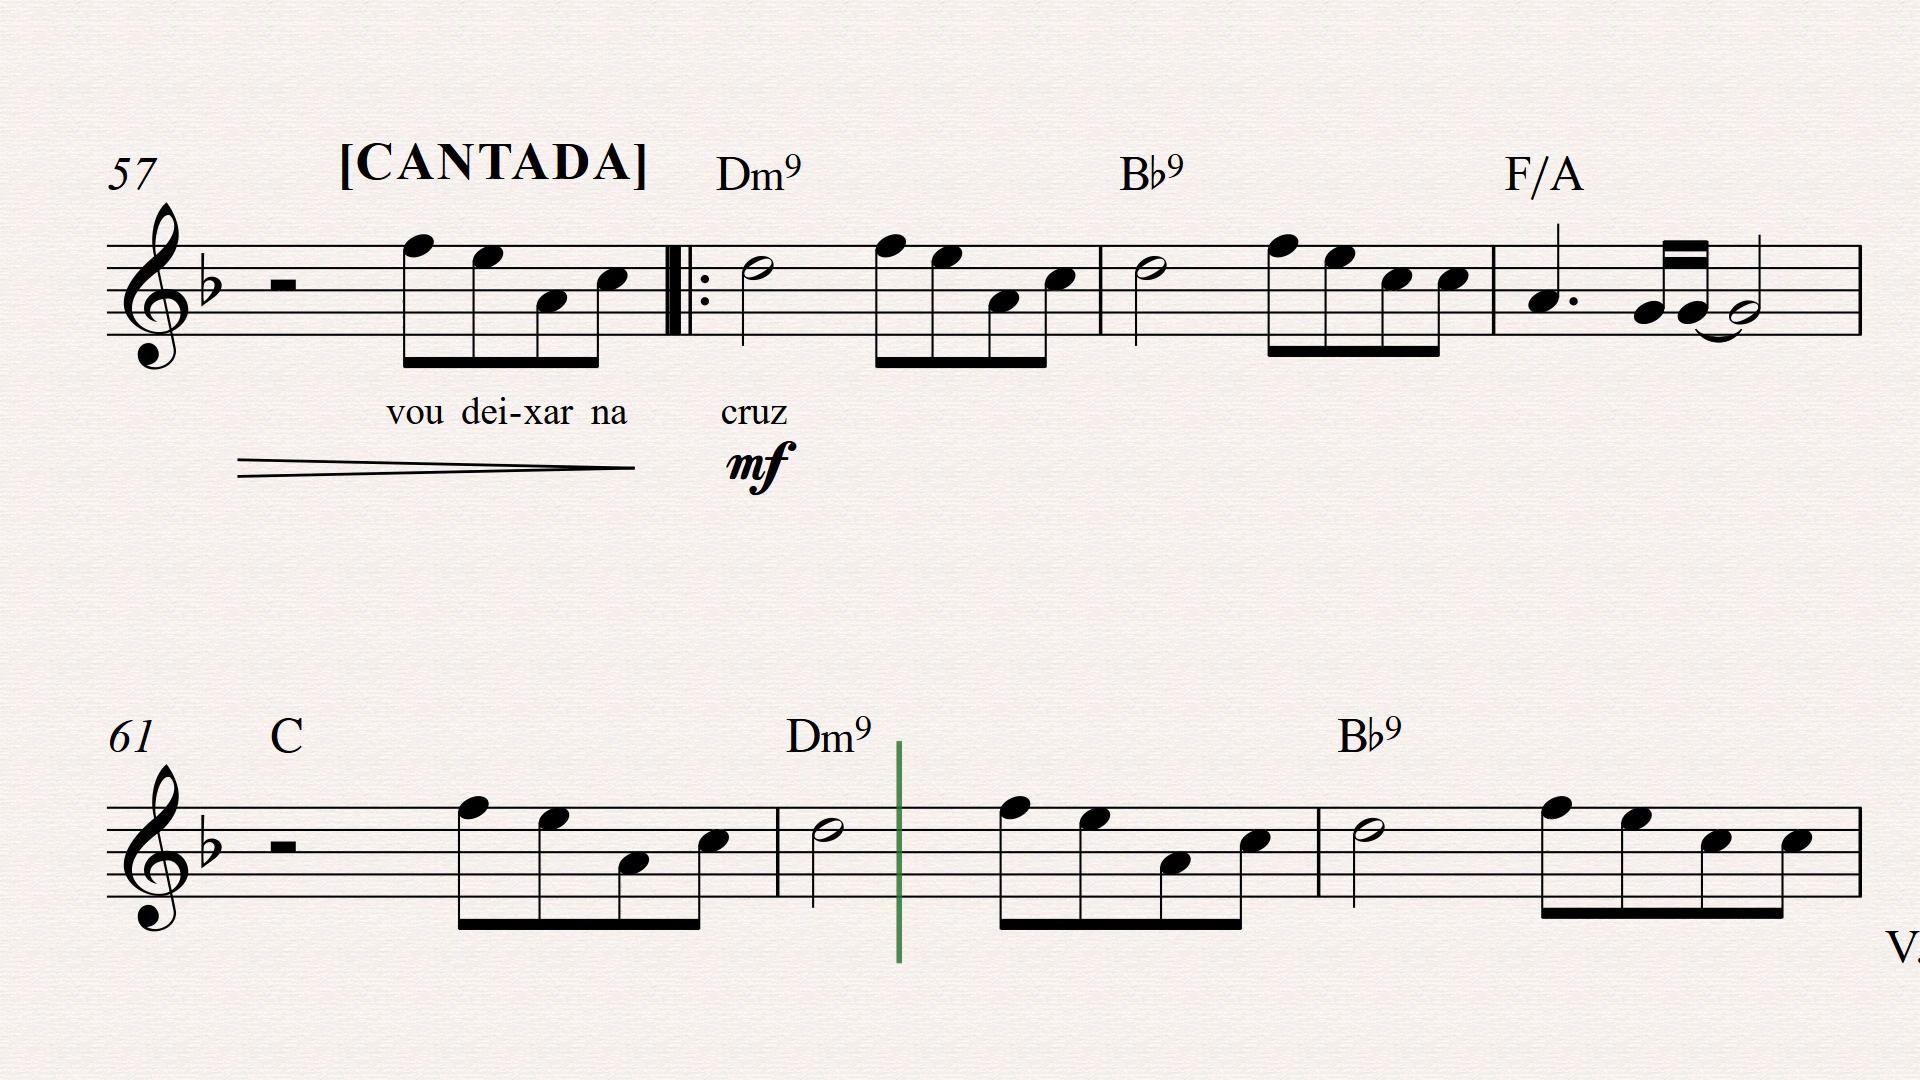 57 [CANTADA] Dm9 B♭9 F/A
vou dei-xar na cruz
mf
61 C Dm9 B♭9
V.